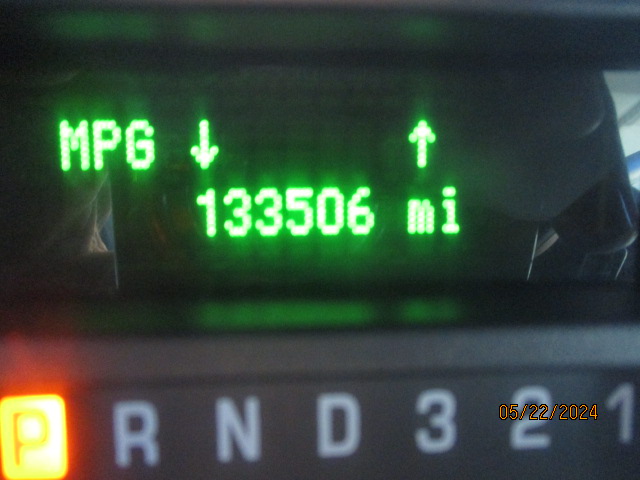 MPG ↓ ↑
133506 mi
P R N D 3 2 1
05/22/2024